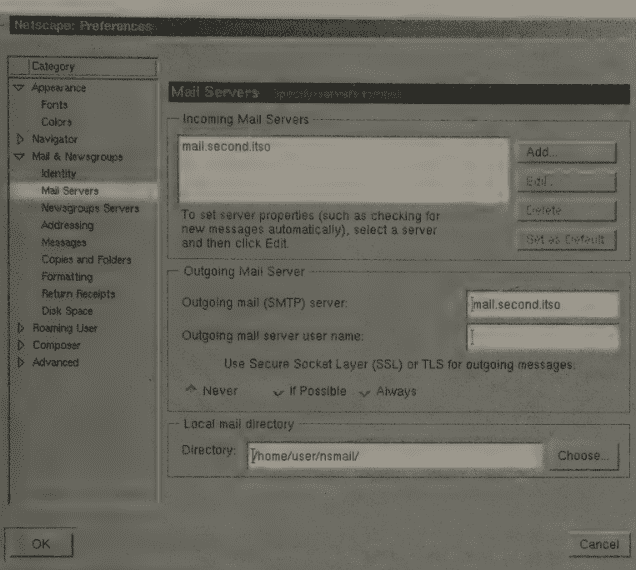 Netscape: Preferences
Category
Appearance
Fonts
Colors
Navigator
Mail & Newsgroups
Identity
Mail Servers
Newsgroups Servers
Addressing
Messages
Copies and Folders
Formatting
Return Receipts
Disk Space
Roaming User
Composer
Advanced
Mail Servers
Incoming Mail Servers
mail.second.itso
Add...
Edit...
Delete
Set as Default
To set server properties (such as checking for
new messages automatically), select a server
and then click Edit.
Outgoing Mail Server
Outgoing mail (SMTP) server: mail.second.itso
Outgoing mail server user name:
Use Secure Socket Layer (SSL) or TLS for outgoing messages:
Never If Possible Always
Local mail directory
Directory: /home/user/nsmail/ Choose...
OK Cancel